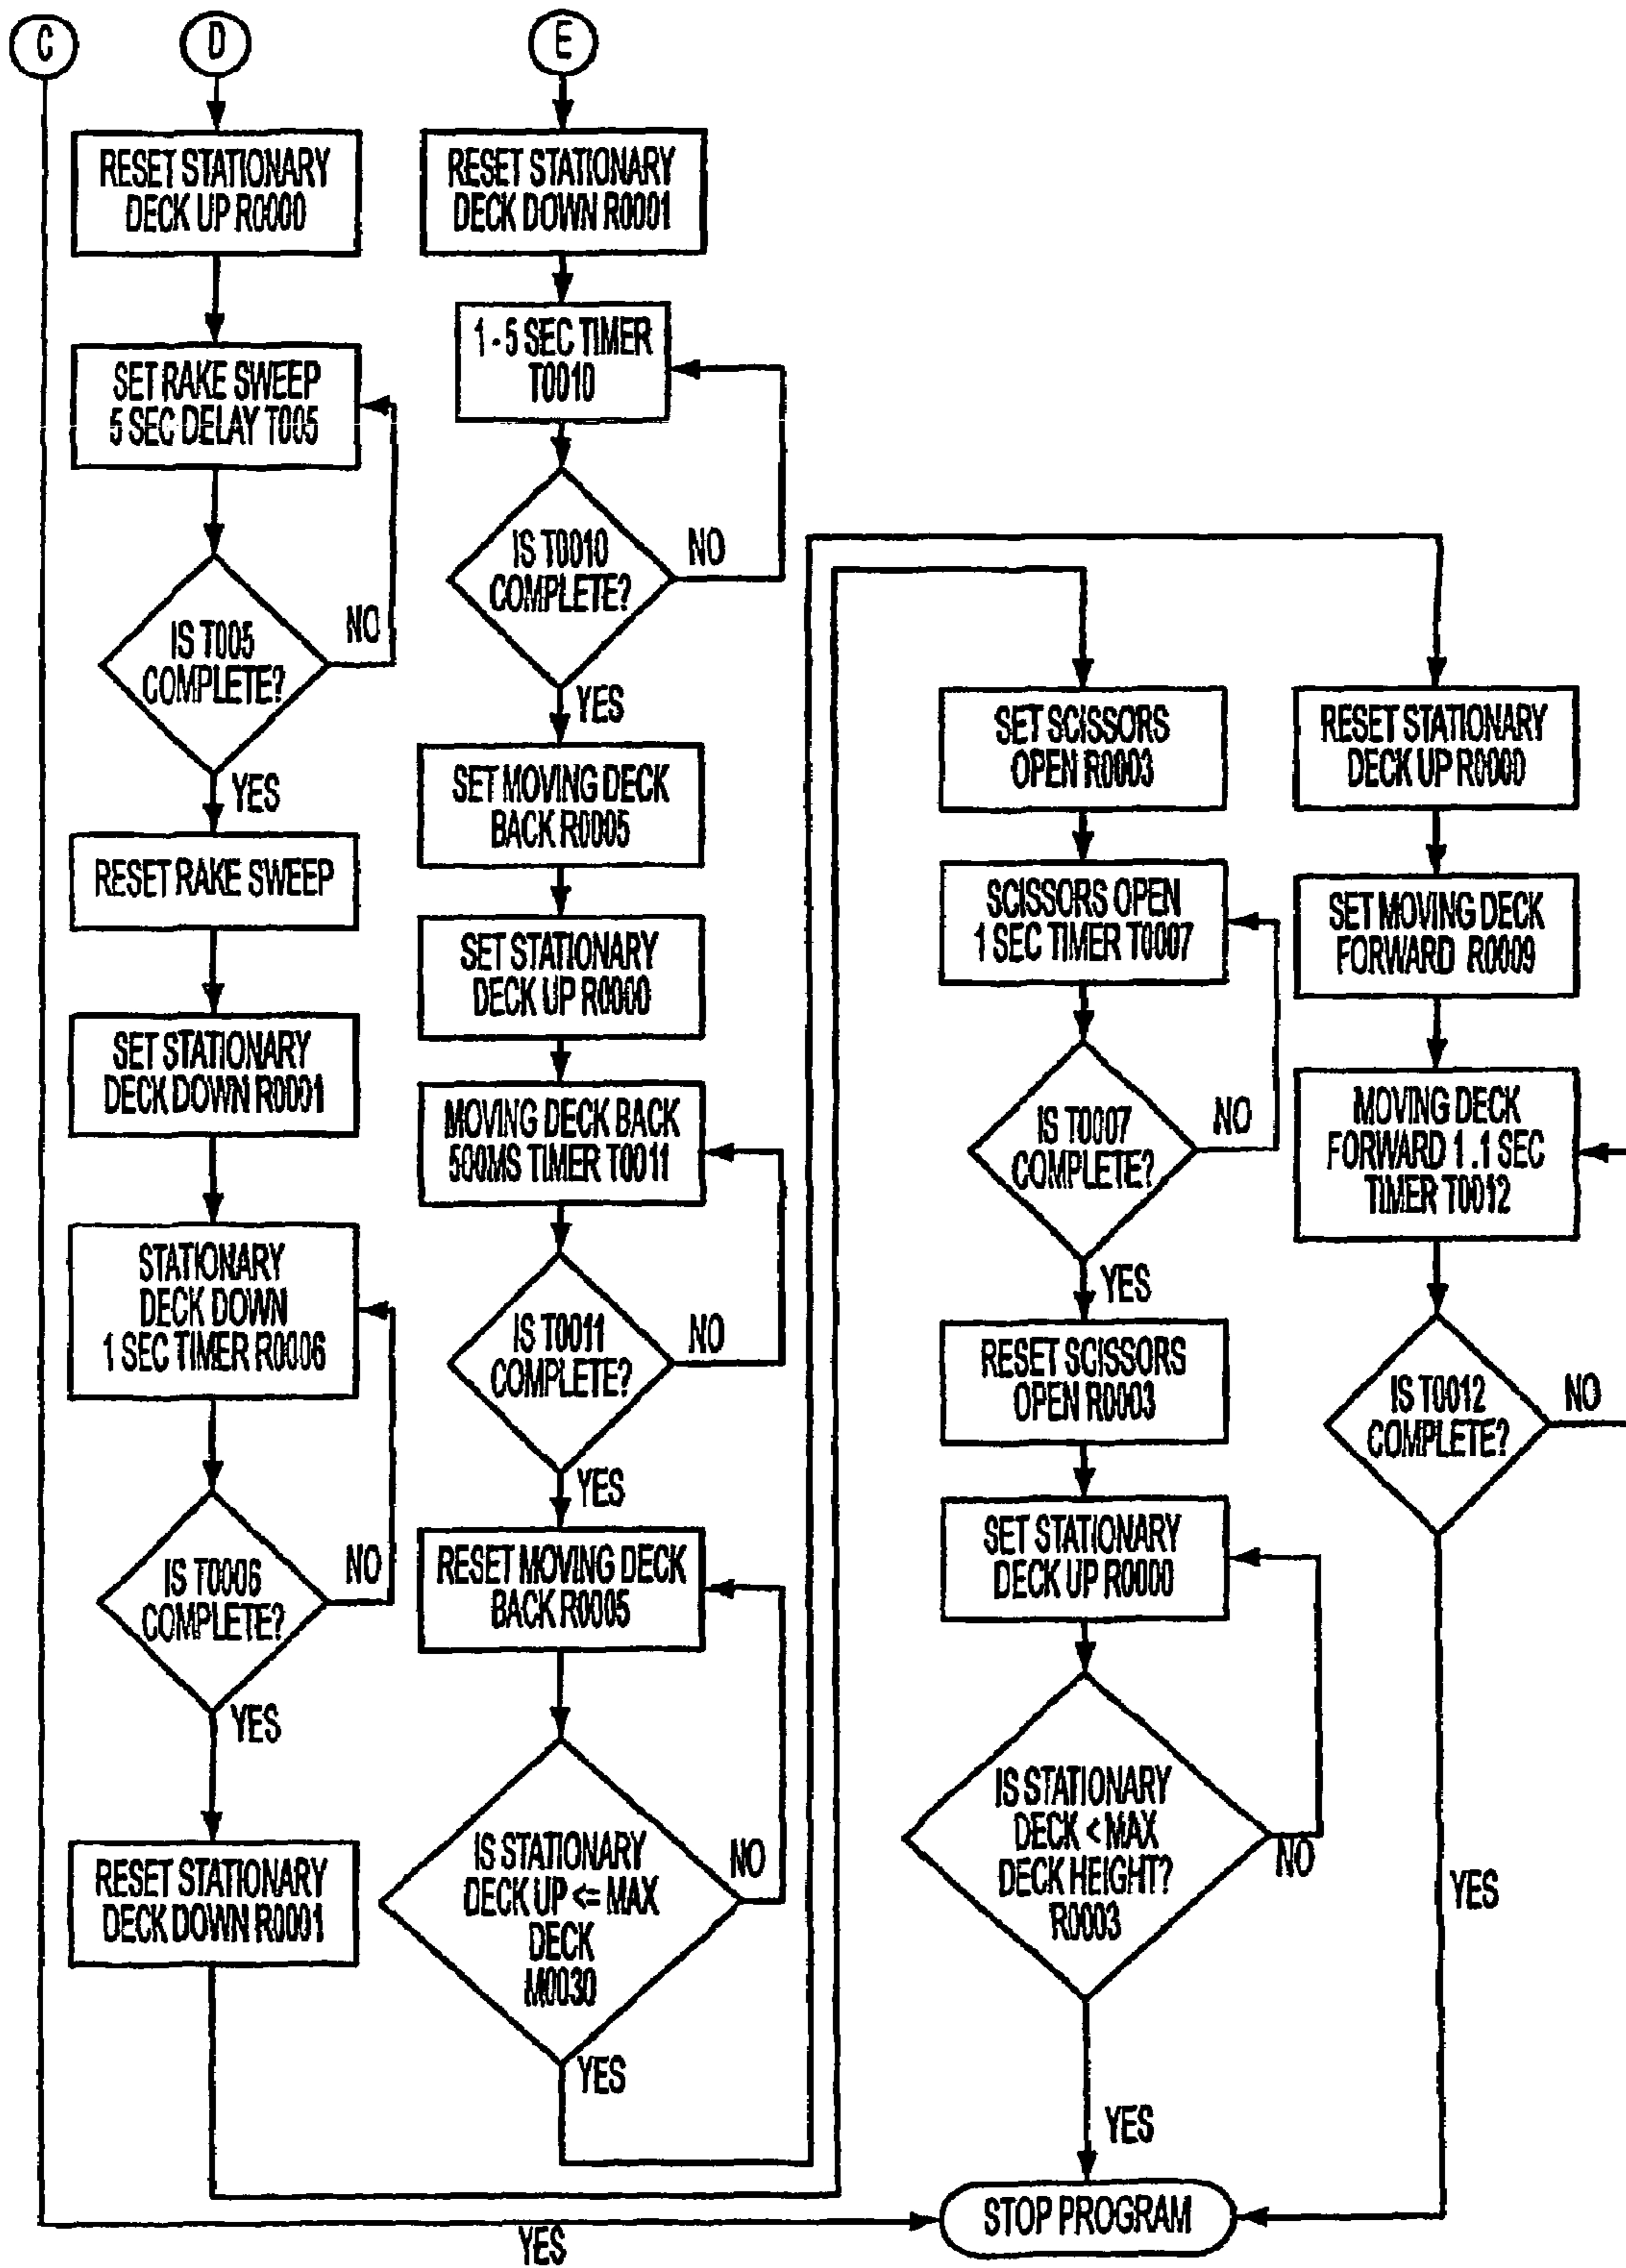 C
D
RESET STATIONARY
DECK UP R0000
SET RAKE SWEEP
5 SEC DELAY T005
IS T005
COMPLETE?
NO
YES
RESET RAKE SWEEP
SET STATIONARY
DECK DOWN R0001
STATIONARY
DECK DOWN
1 SEC TIMER R0006
IS T0006
COMPLETE?
NO
YES
RESET STATIONARY
DECK DOWN R0001
E
RESET STATIONARY
DECK DOWN R0001
1 - 5 SEC TIMER
T0010
IS T0010
COMPLETE?
NO
YES
SET MOVING DECK
BACK R0005
SET STATIONARY
DECK UP R0000
MOVING DECK BACK
500MS TIMER T0011
IS T0011
COMPLETE?
NO
YES
RESET MOVING DECK
BACK R0005
IS STATIONARY
DECK UP <= MAX
DECK
M0030
NO
YES
SET SCISSORS
OPEN R0003
SCISSORS OPEN
1 SEC TIMER T0007
IS T0007
COMPLETE?
NO
YES
RESET SCISSORS
OPEN R0003
SET STATIONARY
DECK UP R0000
IS STATIONARY
DECK < MAX
DECK HEIGHT?
R0003
NO
YES
RESET STATIONARY
DECK UP R0000
SET MOVING DECK
FORWARD R0009
MOVING DECK
FORWARD 1 .1 SEC
TIMER T0012
IS T0012
COMPLETE?
NO
YES
STOP PROGRAM
YES